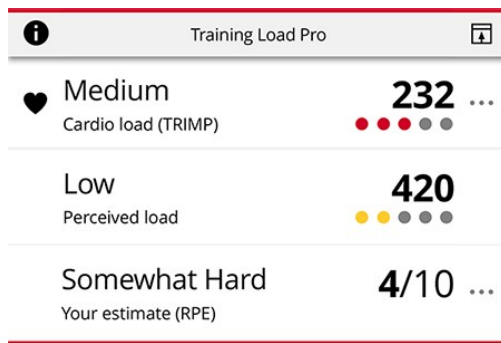 Training Load Pro
Medium 232
Cardio load (TRIMP)
Low 420
Perceived load
Somewhat Hard 4/10
Your estimate (RPE)